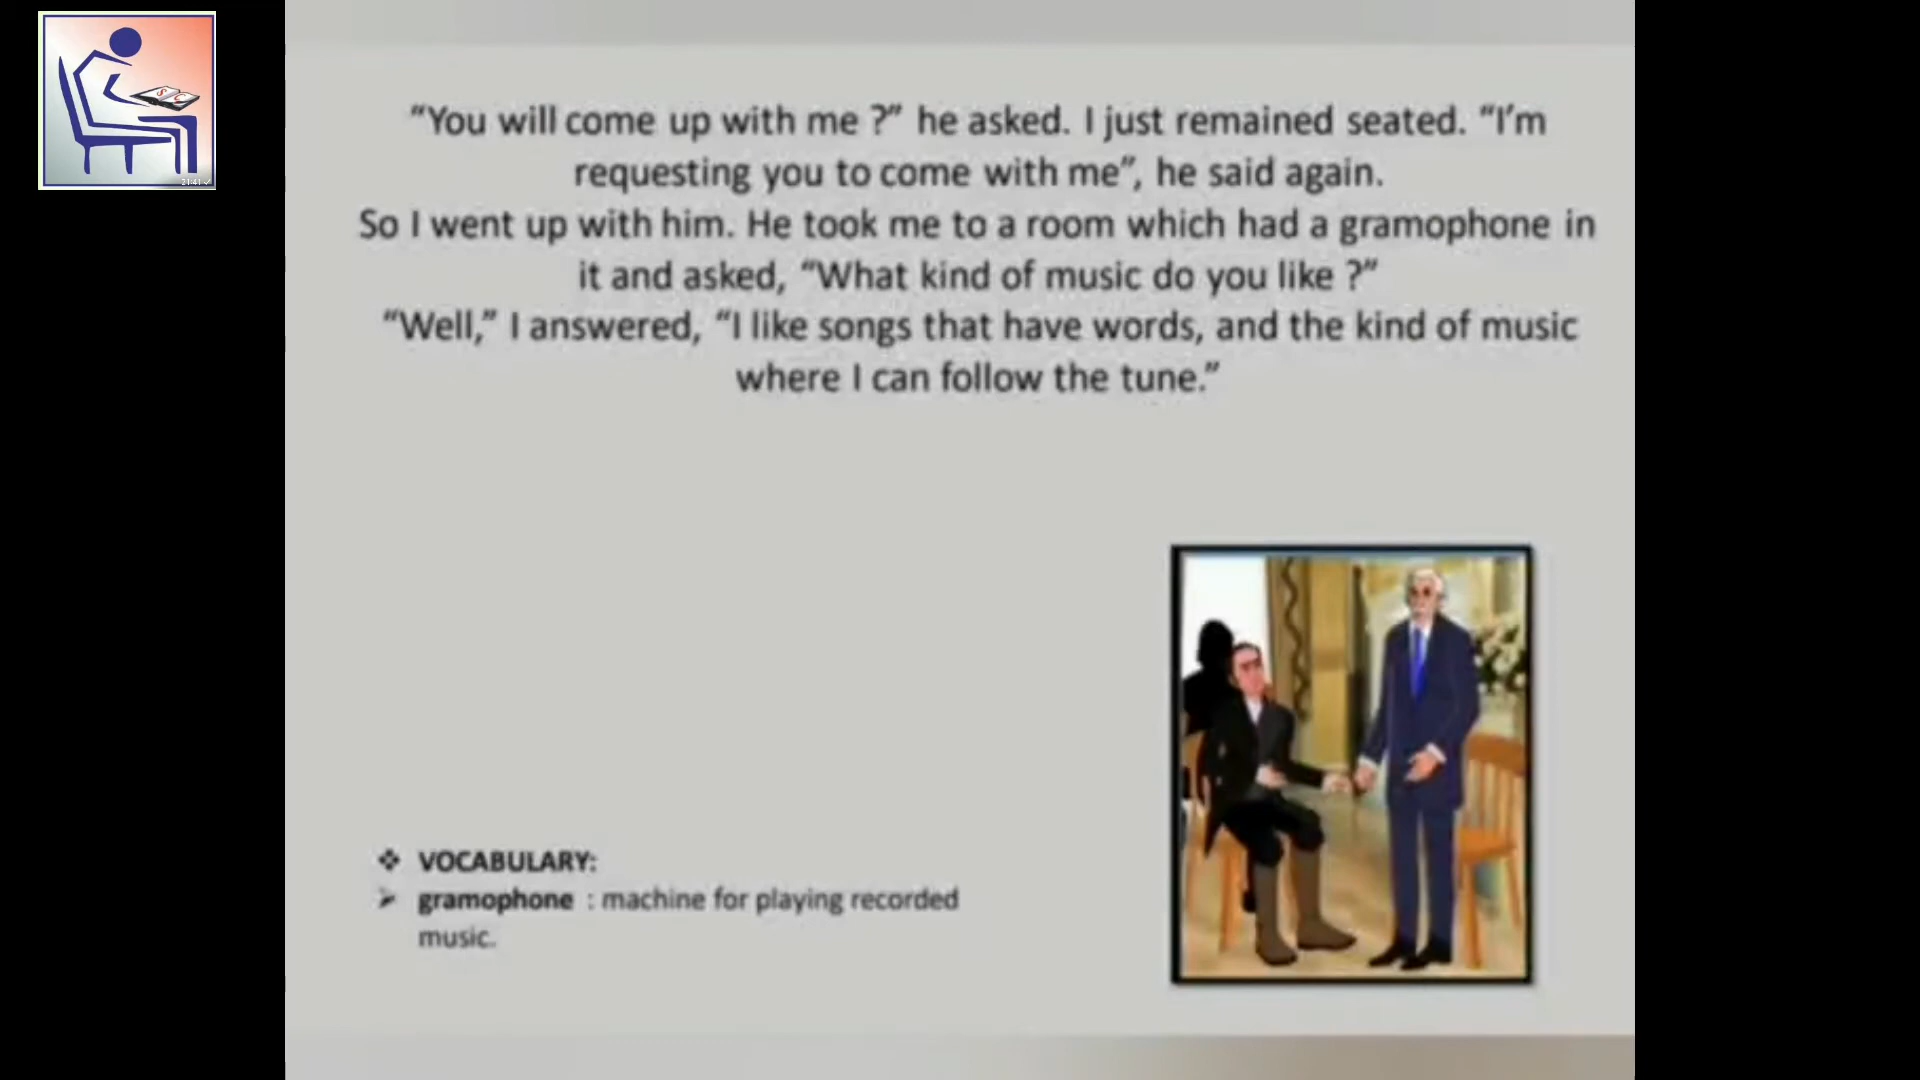 “You will come up with me ?” he asked. I just remained seated. “I’m
requesting you to come with me”, he said again.
So I went up with him. He took me to a room which had a gramophone in
it and asked, “What kind of music do you like ?”
“Well,” I answered, “I like songs that have words, and the kind of music
where I can follow the tune.”
❖ VOCABULARY:
➢ gramophone : machine for playing recorded
music.
S C
21:41